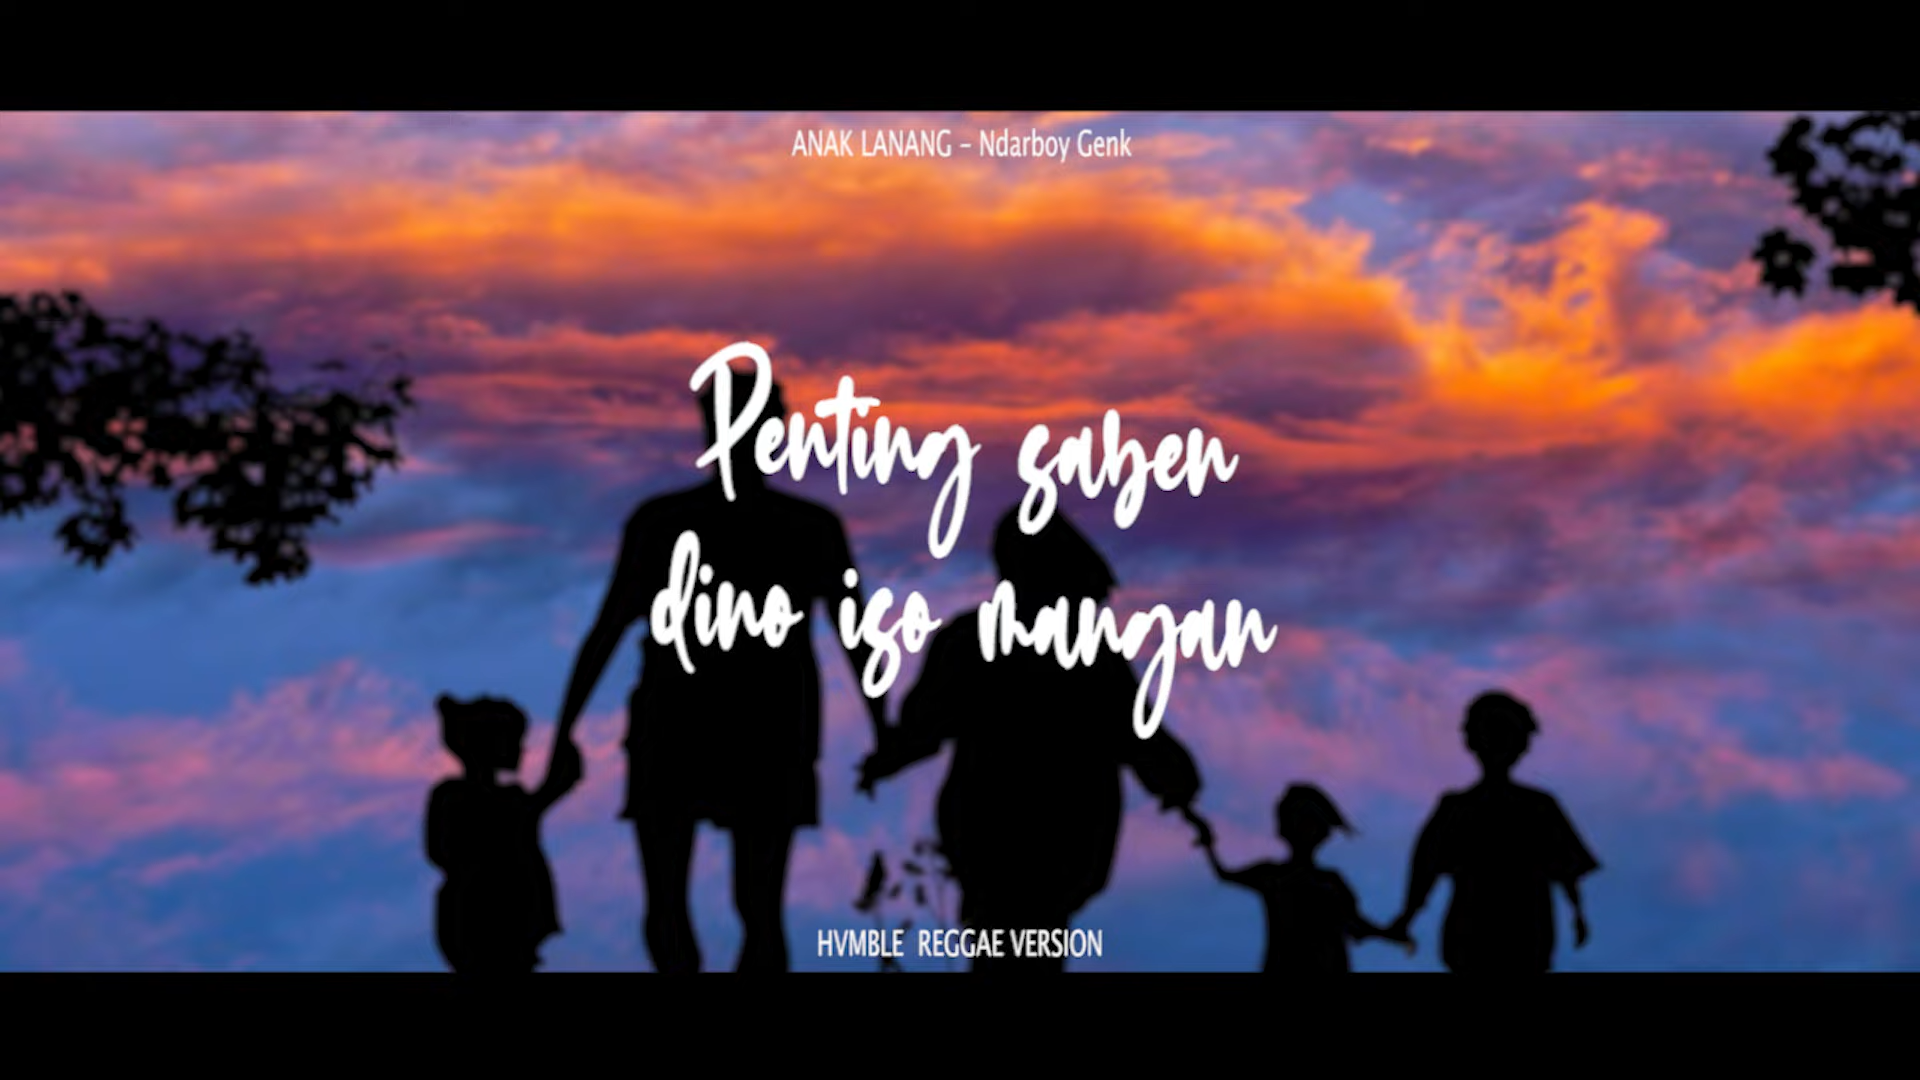 ANAK LANANG - Ndarboy Genk
Penting saben
dino iso mangan
HVMBLE REGGAE VERSION